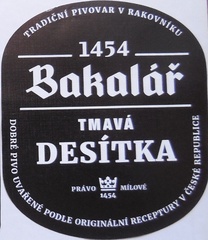 TRADIČNÍ PIVOVAR V RAKOVNÍKU
1454
Bakalář
TMAVÁ
DESÍTKA
PRÁVO MÍLOVÉ
1454
DOBRÉ PIVO UVAŘENÉ PODLE ORIGINÁLNÍ RECEPTURY V ČESKÉ REPUBLICE